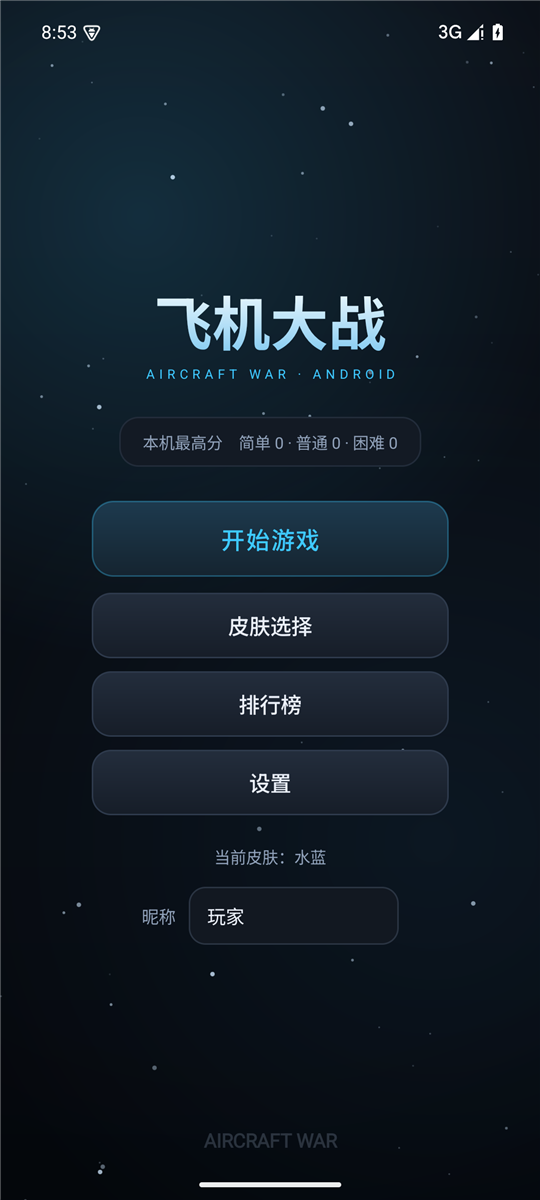 8:53 3G
飞机大战
AIRCRAFT WAR · ANDROID
本机最高分 简单 0 · 普通 0 · 困难 0
开始游戏
皮肤选择
排行榜
设置
当前皮肤：水蓝
昵称 玩家
AIRCRAFT WAR